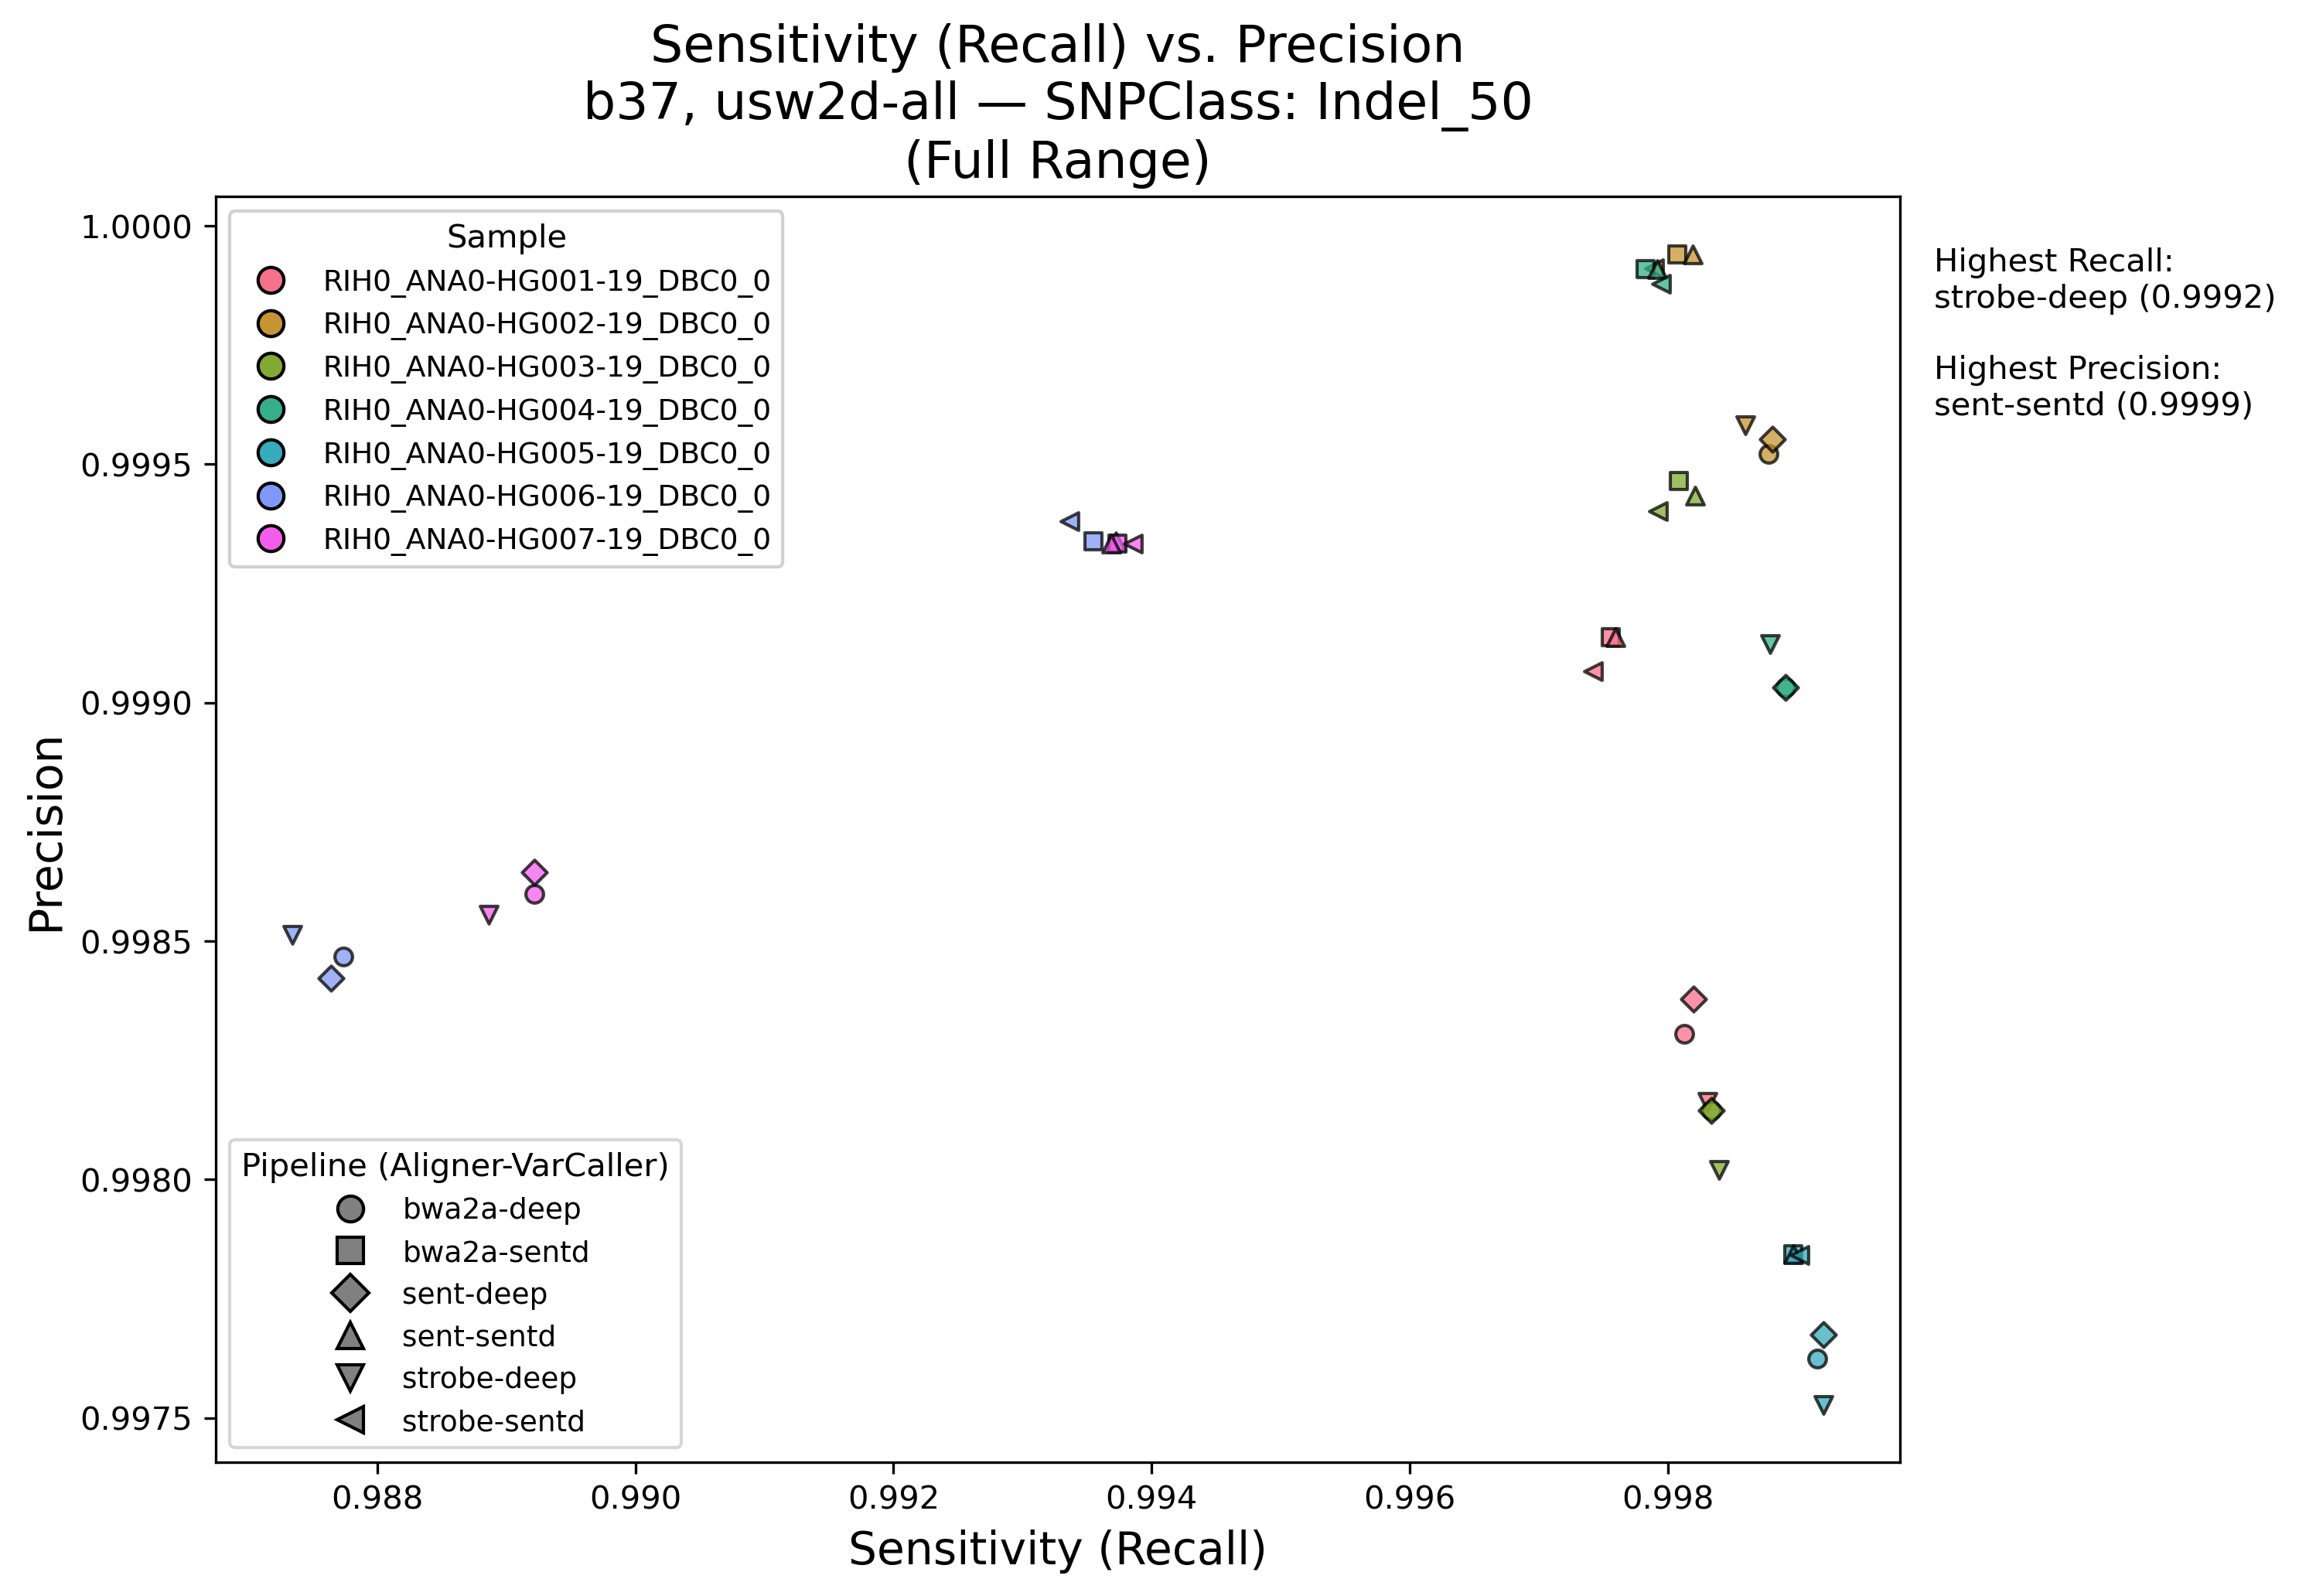 Sensitivity (Recall) vs. Precision
b37, usw2d-all — SNPClass: Indel_50
(Full Range)
Sample
RIH0_ANA0-HG001-19_DBC0_0
RIH0_ANA0-HG002-19_DBC0_0
RIH0_ANA0-HG003-19_DBC0_0
RIH0_ANA0-HG004-19_DBC0_0
RIH0_ANA0-HG005-19_DBC0_0
RIH0_ANA0-HG006-19_DBC0_0
RIH0_ANA0-HG007-19_DBC0_0
Highest Recall:
strobe-deep (0.9992)
Highest Precision:
sent-sentd (0.9999)
Precision
1.0000
0.9995
0.9990
0.9985
0.9980
0.9975
Pipeline (Aligner-VarCaller)
bwa2a-deep
bwa2a-sentd
sent-deep
sent-sentd
strobe-deep
strobe-sentd
0.988
0.990
0.992
0.994
0.996
0.998
Sensitivity (Recall)